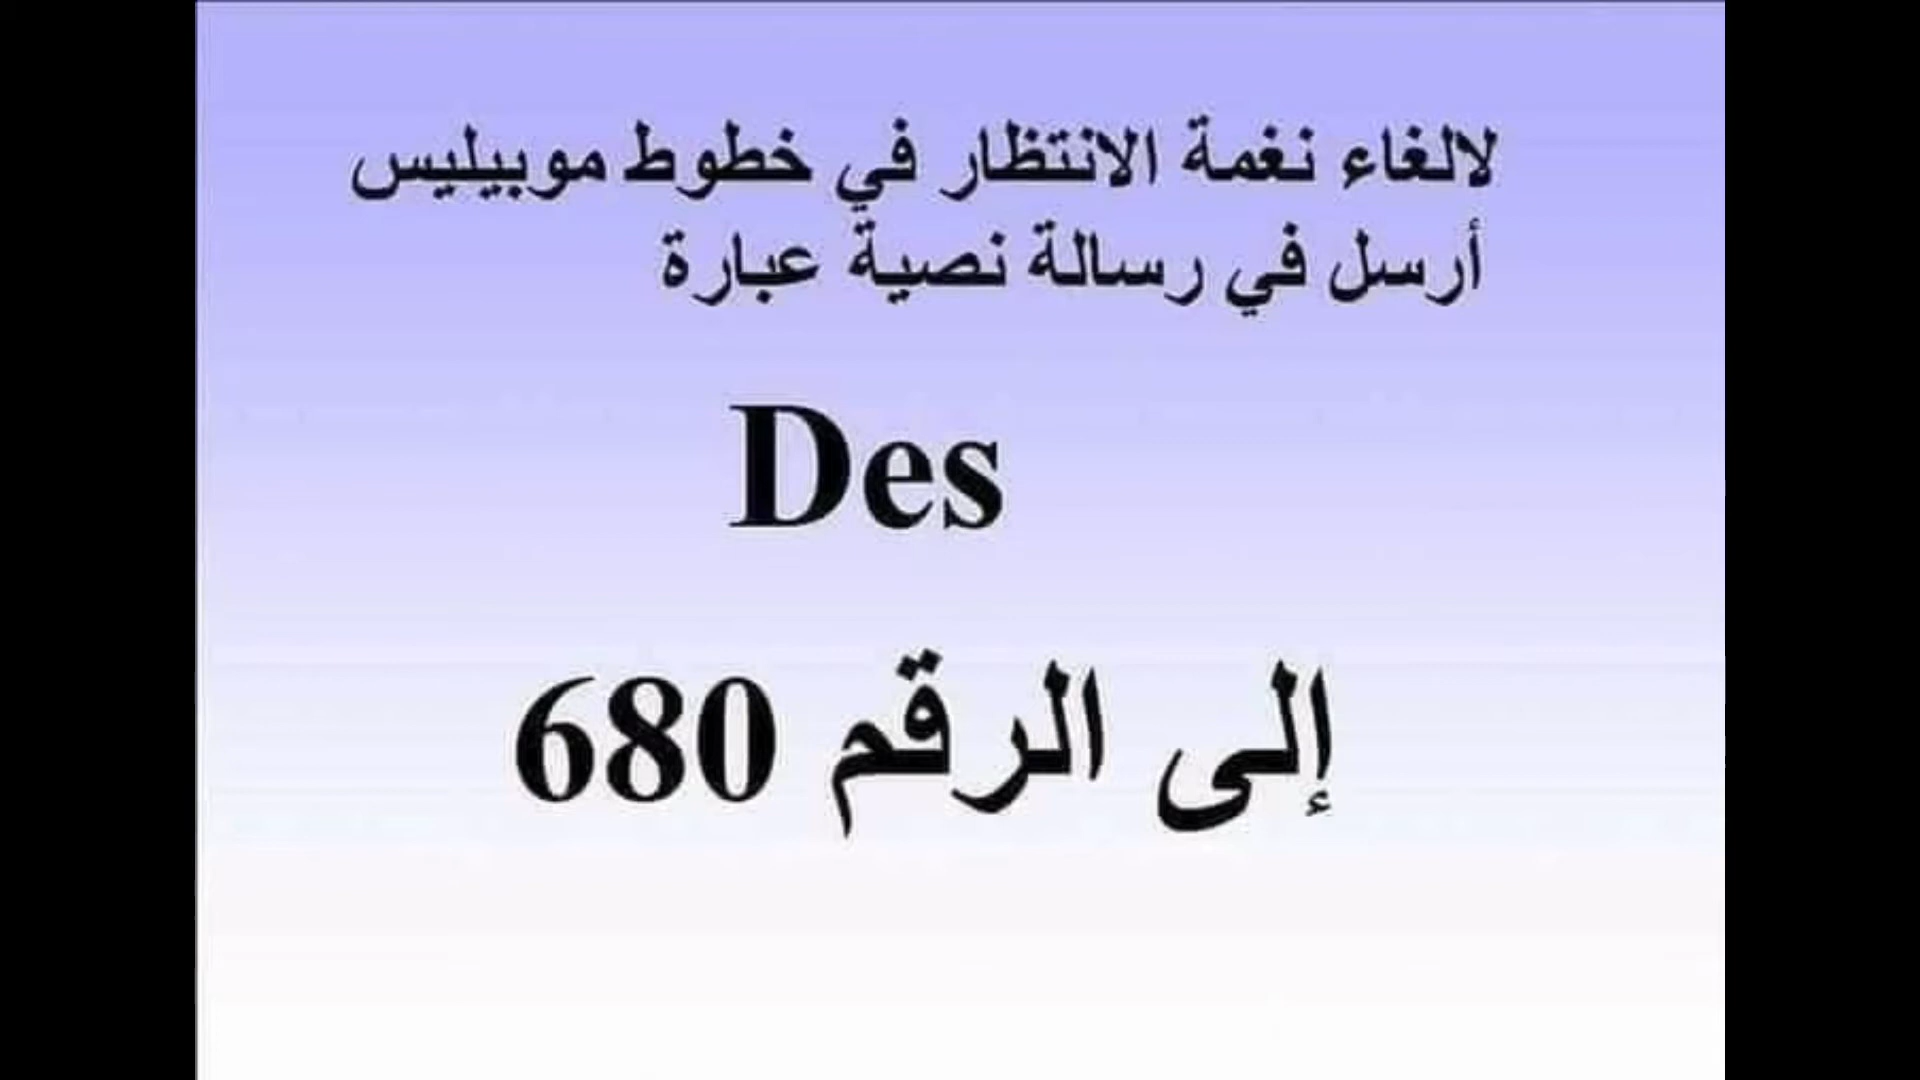 لالغاء نغمة الانتظار في خطوط موبيليس
أرسل في رسالة نصية عبارة
Des
إلى الرقم 680